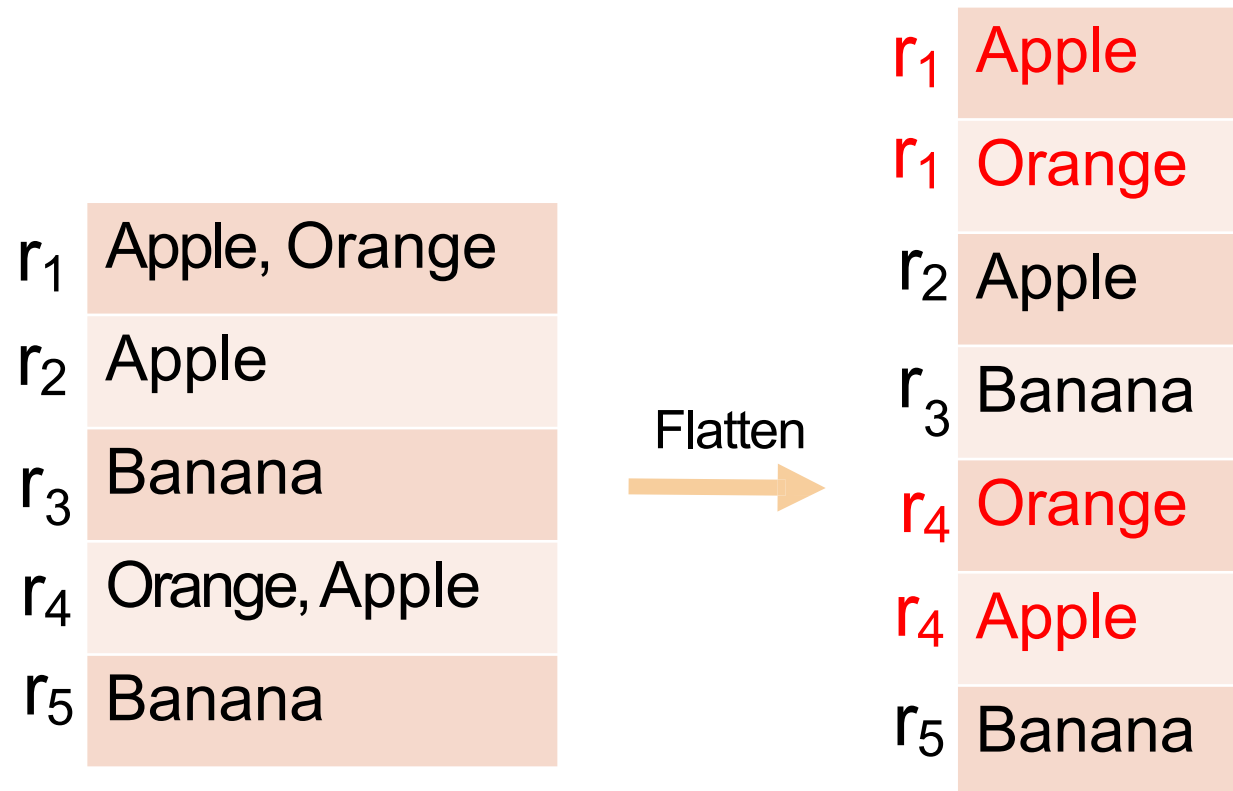 r₁ Apple, Orange
r₂ Apple
r₃ Banana
r₄ Orange, Apple
r₅ Banana
Flatten
r₁ Apple
r₁ Orange
r₂ Apple
r₃ Banana
r₄ Orange
r₄ Apple
r₅ Banana